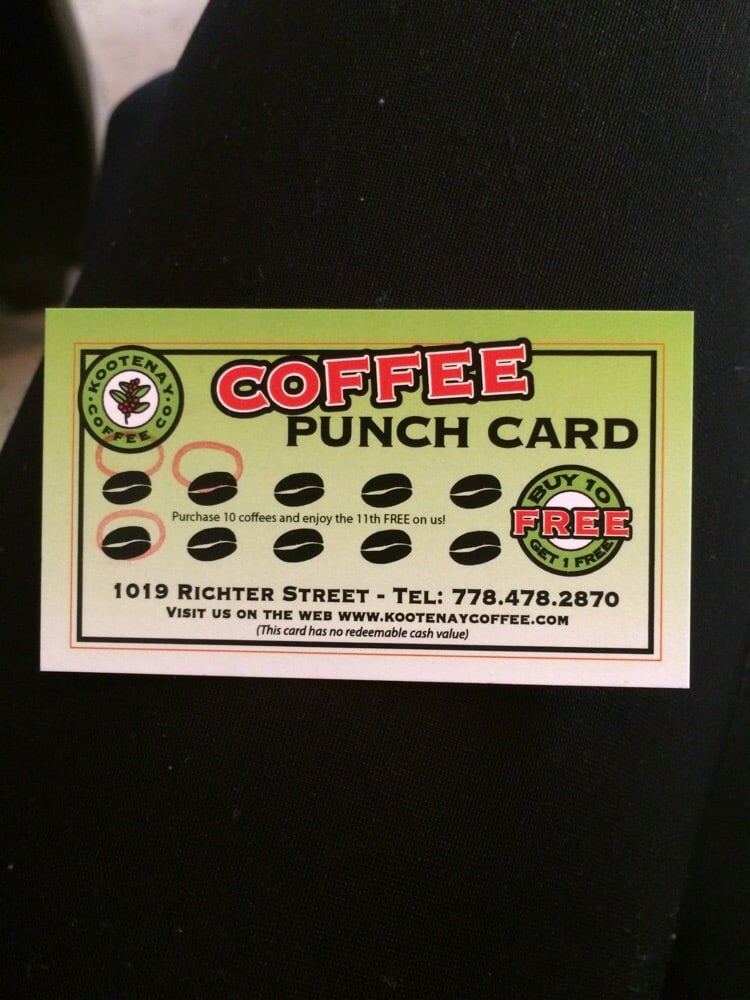 KOOTENAY
COFFEE CO.
COFFEE
PUNCH CARD
Purchase 10 coffees and enjoy the 11th FREE on us!
BUY 10
FREE
GET 1 FREE
1019 RICHTER STREET - TEL: 778.478.2870
VISIT US ON THE WEB WWW.KOOTENAYCOFFEE.COM
(This card has no redeemable cash value)